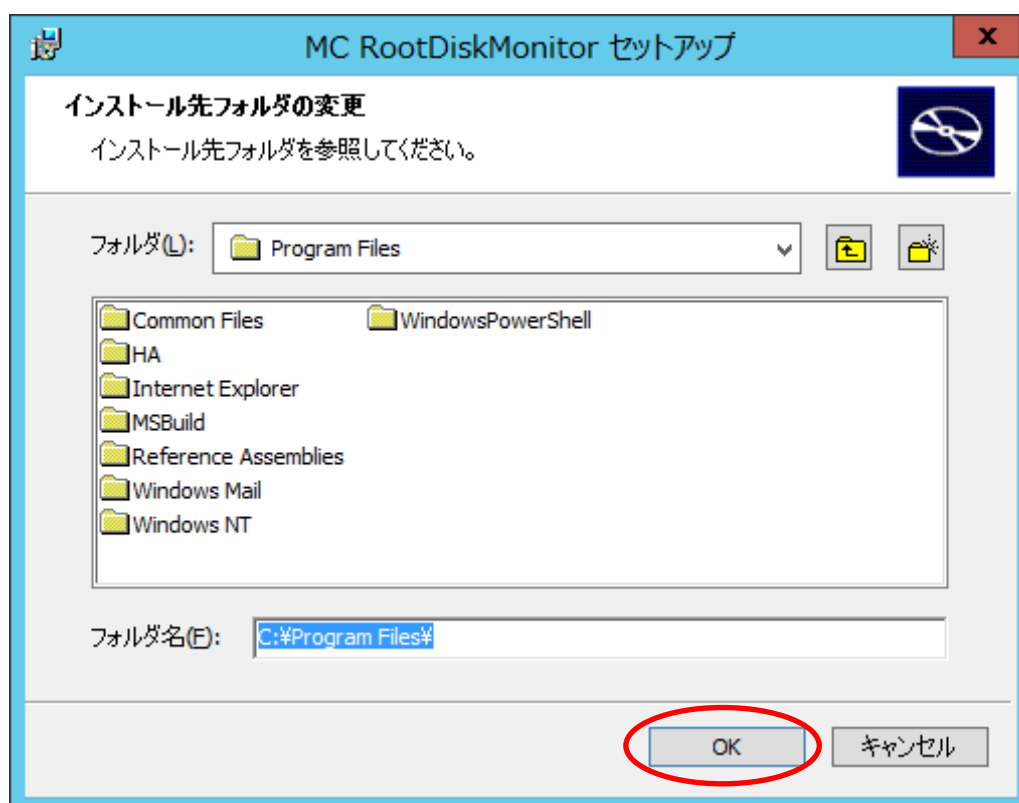 MC RootDiskMonitor セットアップ
インストール先フォルダの変更
インストール先フォルダを参照してください。
フォルダ(L):
Program Files
Common Files
HA
Internet Explorer
MSBuild
Reference Assemblies
Windows Mail
Windows NT
WindowsPowerShell
フォルダ名(F):
C:¥Program Files¥
OK
キャンセル